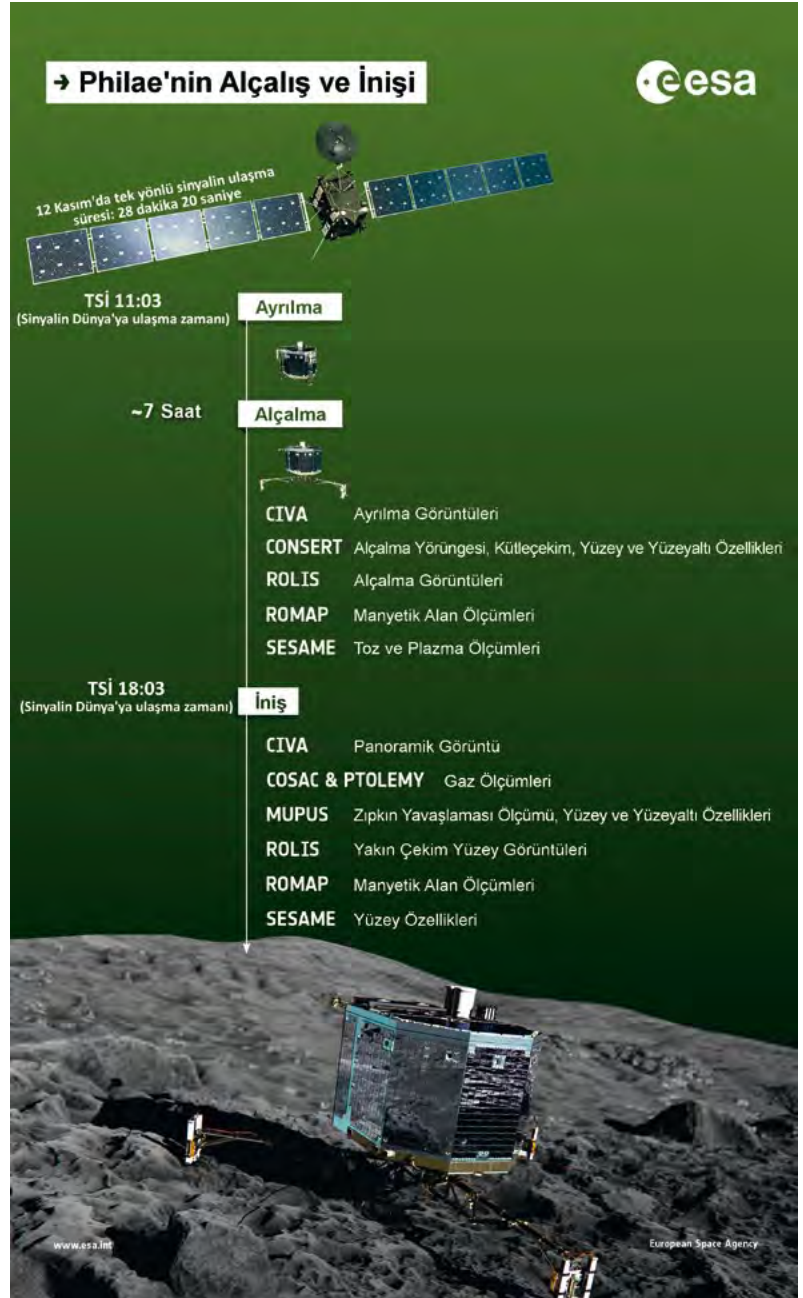 → Philae'nin Alçalış ve İnişi
esa
12 Kasım'da tek yönlü sinyalin ulaşma
süresi: 28 dakika 20 saniye
TSİ 11:03
(Sinyalin Dünya'ya ulaşma zamanı)
Ayrılma
~7 Saat
Alçalma
CIVA Ayrılma Görüntüleri
CONSERT Alçalma Yörüngesi, Kütleçekim, Yüzey ve Yüzeyaltı Özellikleri
ROLIS Alçalma Görüntüleri
ROMAP Manyetik Alan Ölçümleri
SESAME Toz ve Plazma Ölçümleri
TSİ 18:03
(Sinyalin Dünya'ya ulaşma zamanı)
İniş
CIVA Panoramik Görüntü
COSAC & PTOLEMY Gaz Ölçümleri
MUPUS Zıpkın Yavaşlaması Ölçümü, Yüzey ve Yüzeyaltı Özellikleri
ROLIS Yakın Çekim Yüzey Görüntüleri
ROMAP Manyetik Alan Ölçümleri
SESAME Yüzey Özellikleri
www.esa.int
European Space Agency